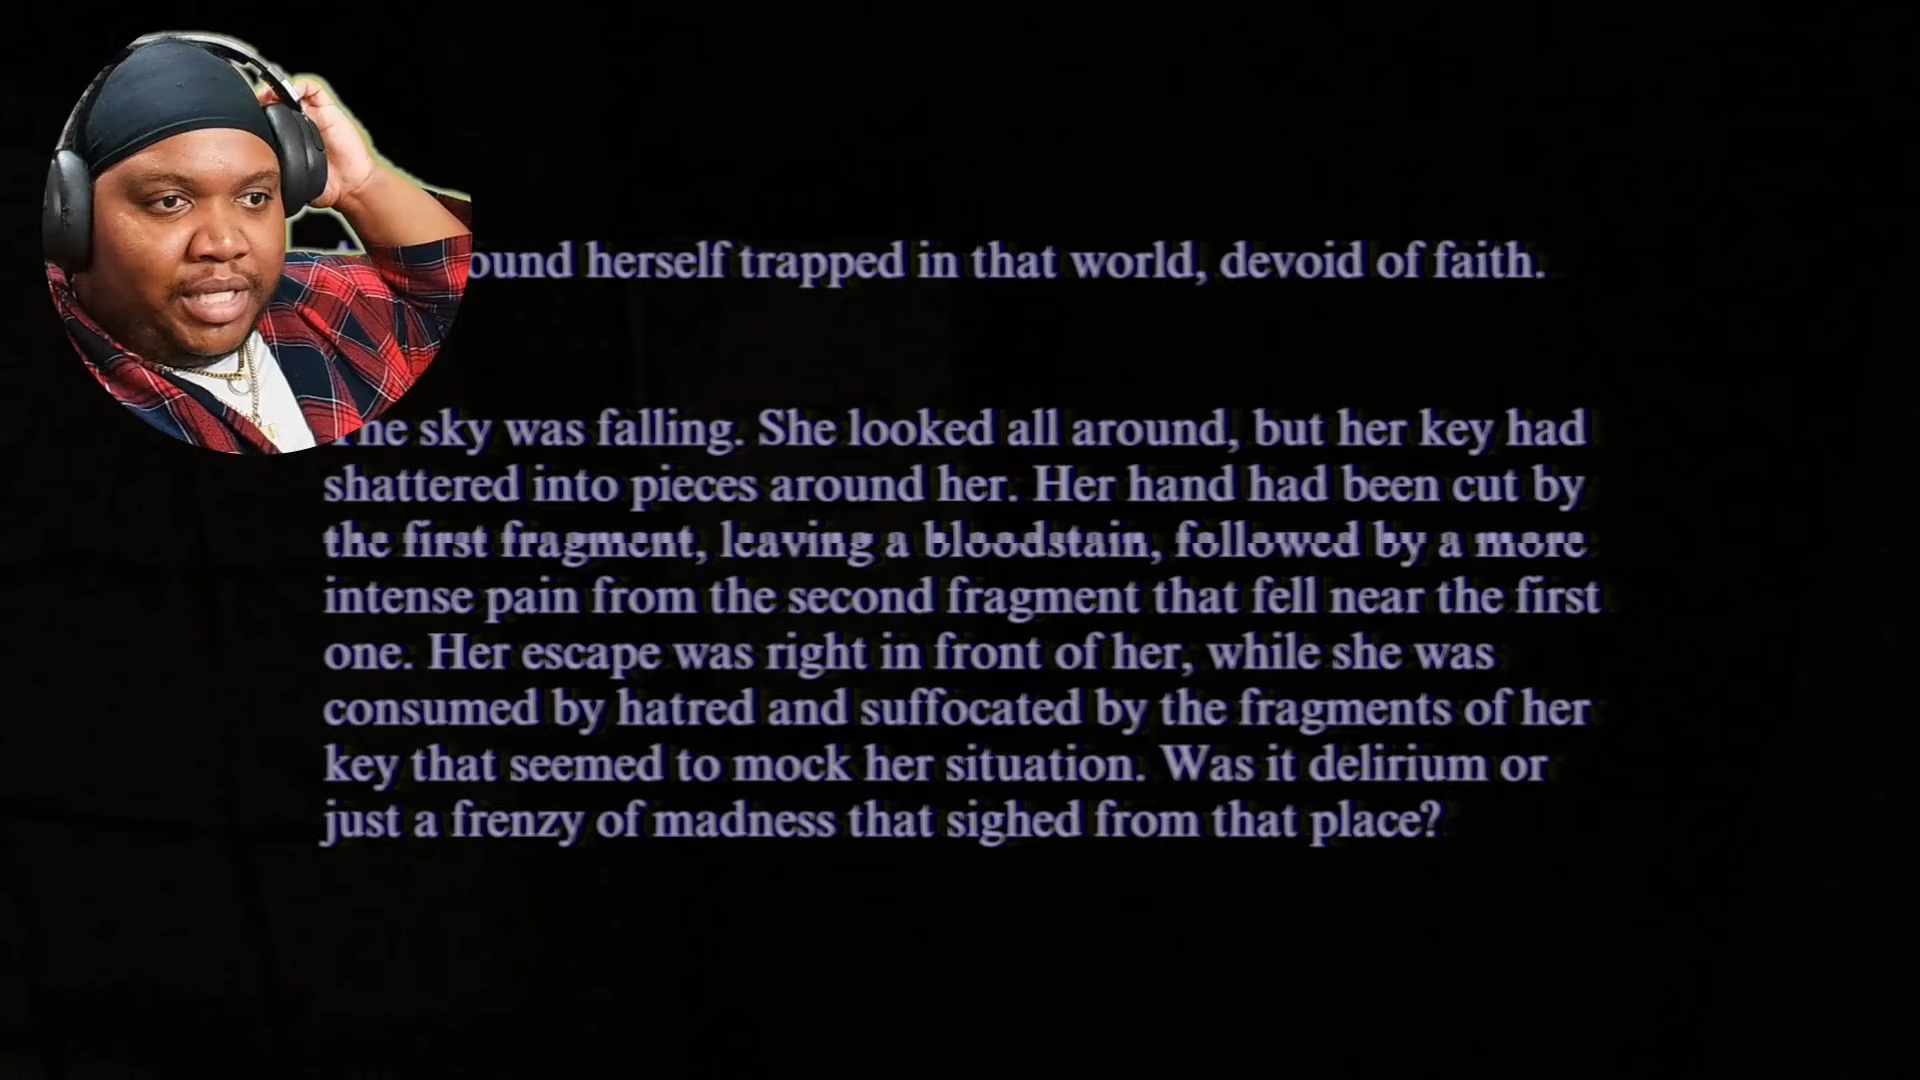 herself trapped in that world, devoid of faith.
The sky was falling. She looked all around, but her key had
shattered into pieces around her. Her hand had been cut by
the first fragment, leaving a bloodstain, followed by a more
intense pain from the second fragment that fell near the first
one. Her escape was right in front of her, while she was
consumed by hatred and suffocated by the fragments of her
key that seemed to mock her situation. Was it delirium or
just a frenzy of madness that sighed from that place?